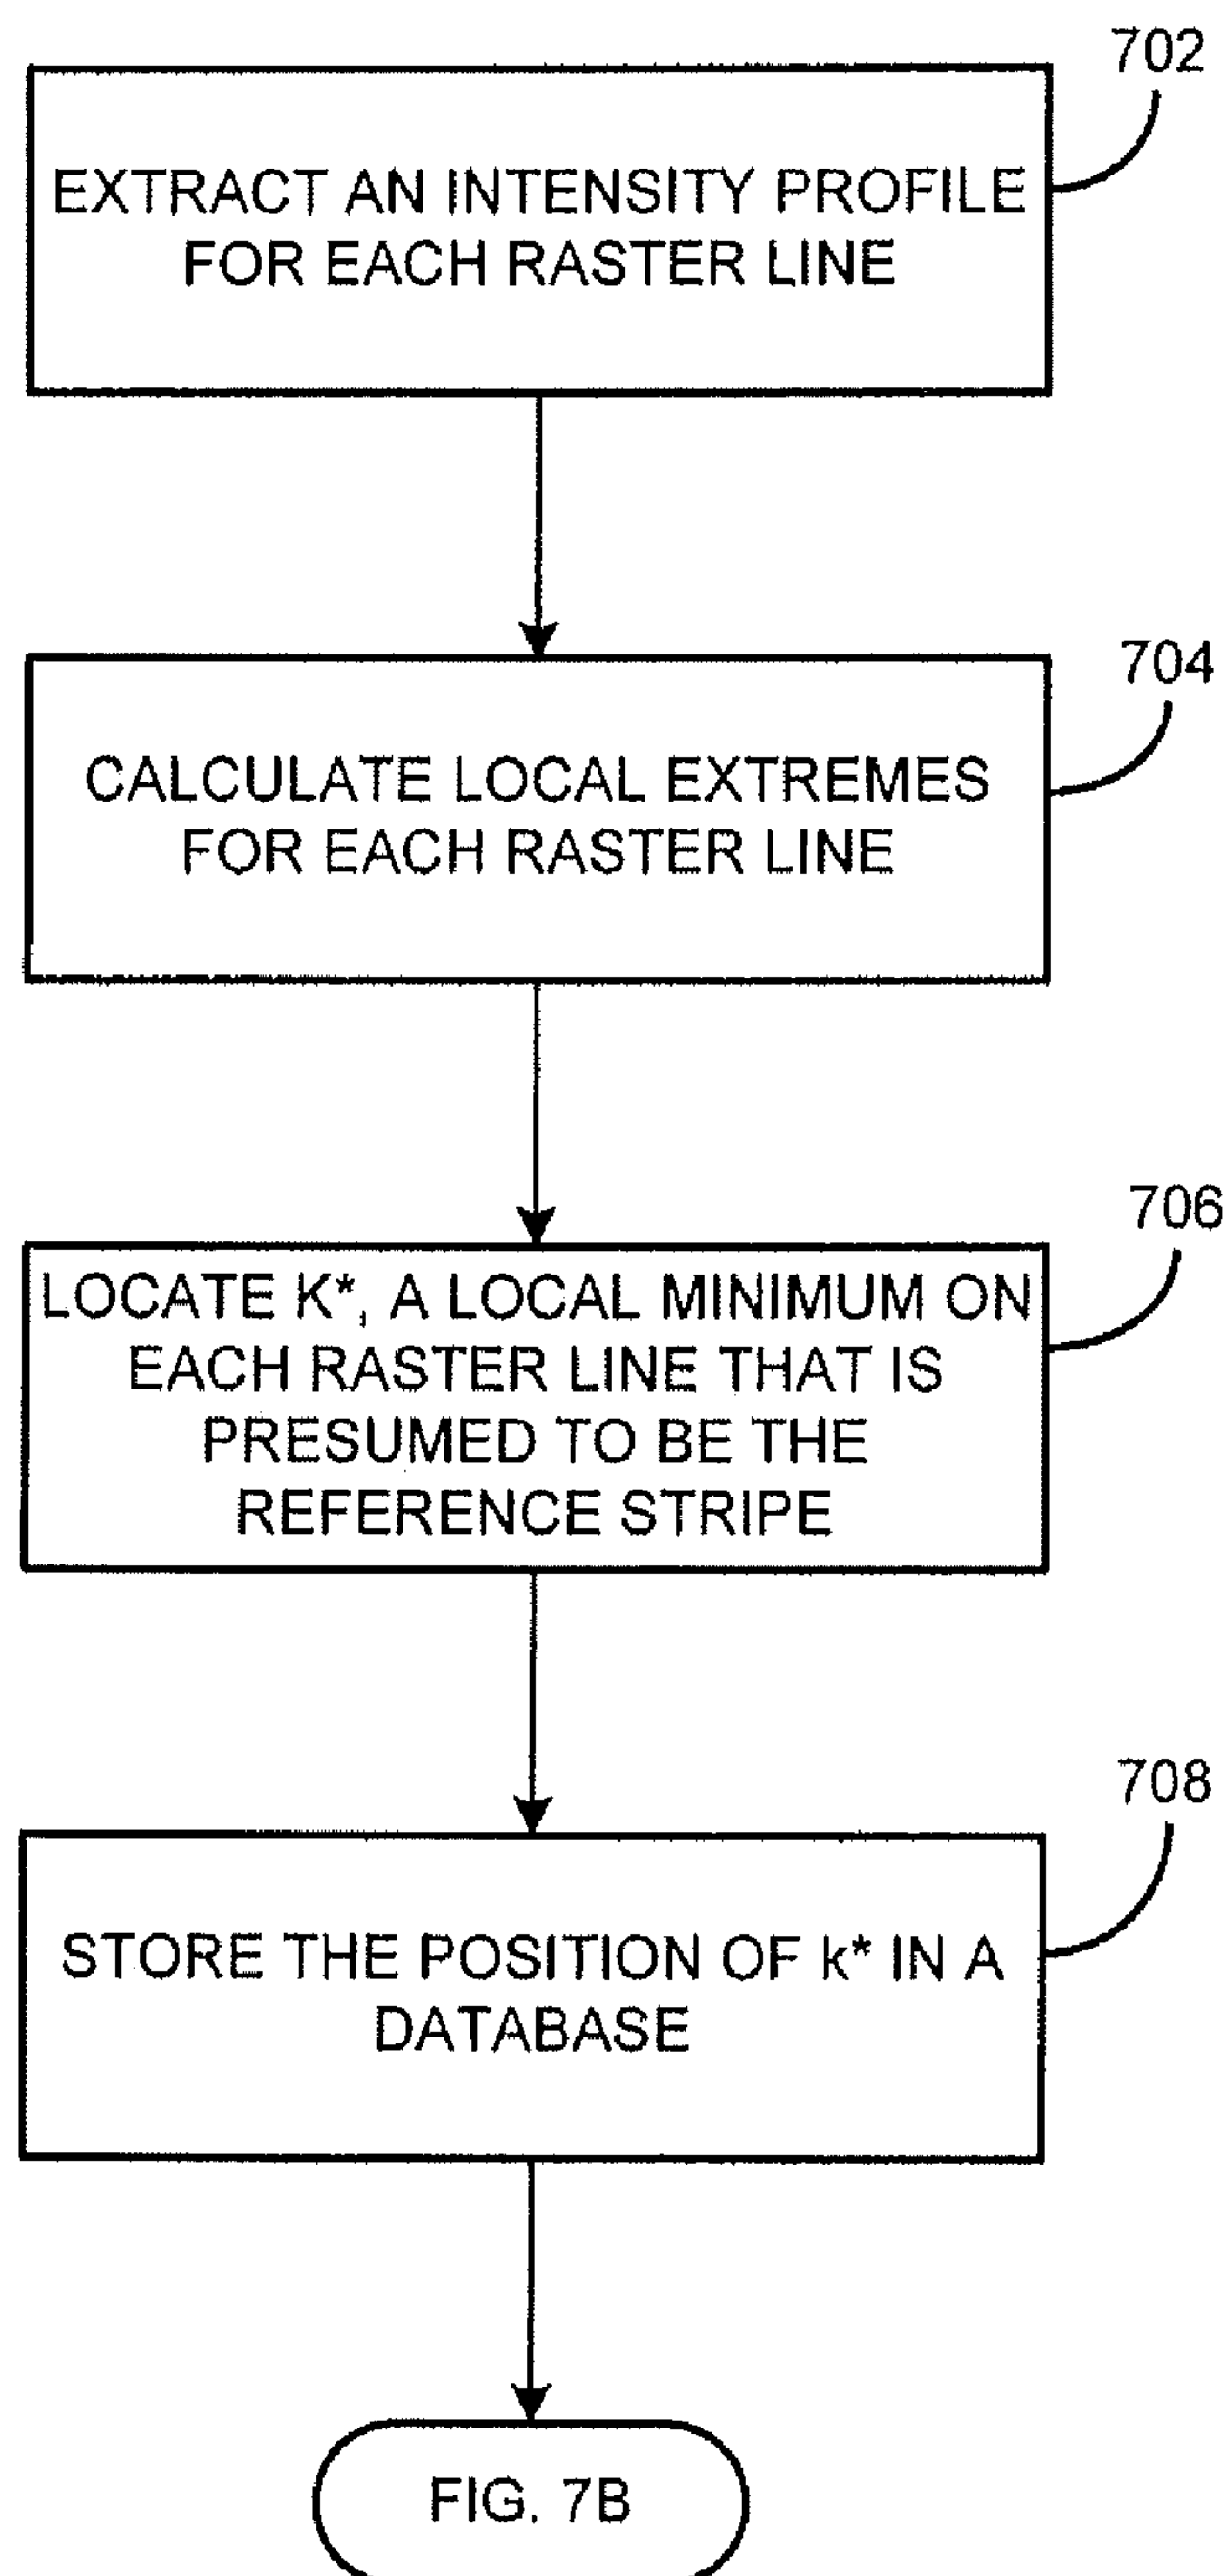 702
EXTRACT AN INTENSITY PROFILE
FOR EACH RASTER LINE
704
CALCULATE LOCAL EXTREMES
FOR EACH RASTER LINE
706
LOCATE K*, A LOCAL MINIMUM ON
EACH RASTER LINE THAT IS
PRESUMED TO BE THE
REFERENCE STRIPE
708
STORE THE POSITION OF k* IN A
DATABASE
FIG. 7B